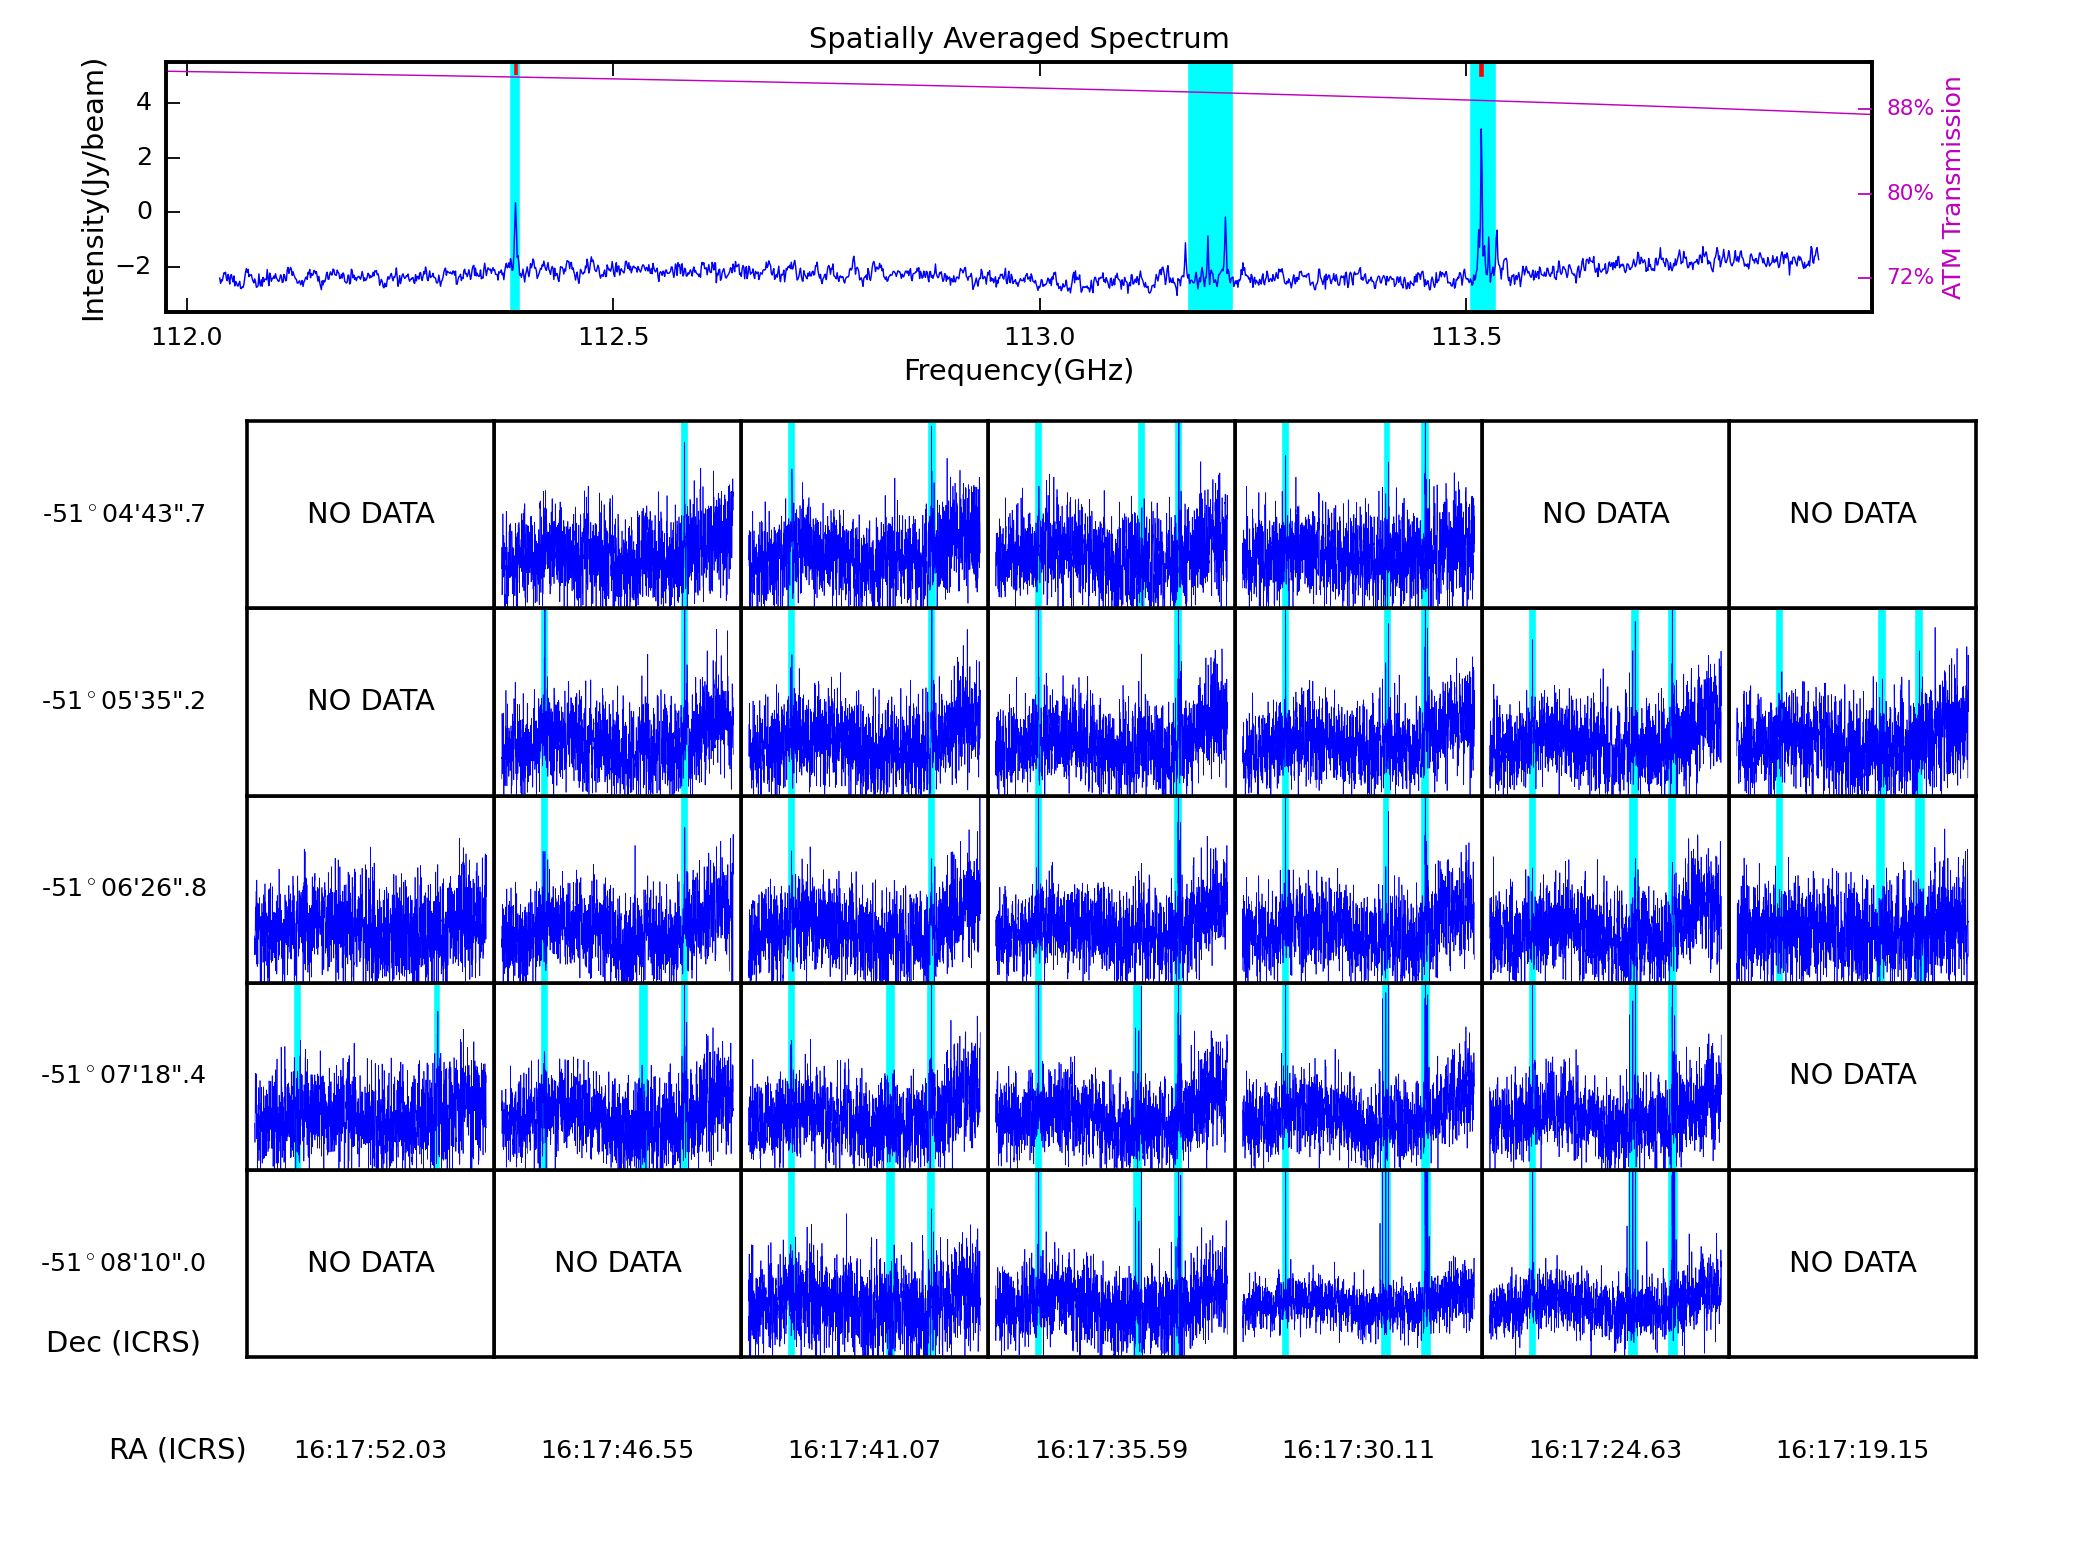 Spatially Averaged Spectrum
Intensity(Jy/beam)
4
2
0
−2
88%
80%
72%
ATM Transmission
112.0 112.5 113.0 113.5
Frequency(GHz)
-51°04'43".7 NO DATA NO DATA NO DATA
-51°05'35".2 NO DATA
-51°06'26".8
-51°07'18".4 NO DATA
-51°08'10".0 NO DATA NO DATA NO DATA
Dec (ICRS)
RA (ICRS) 16:17:52.03 16:17:46.55 16:17:41.07 16:17:35.59 16:17:30.11 16:17:24.63 16:17:19.15